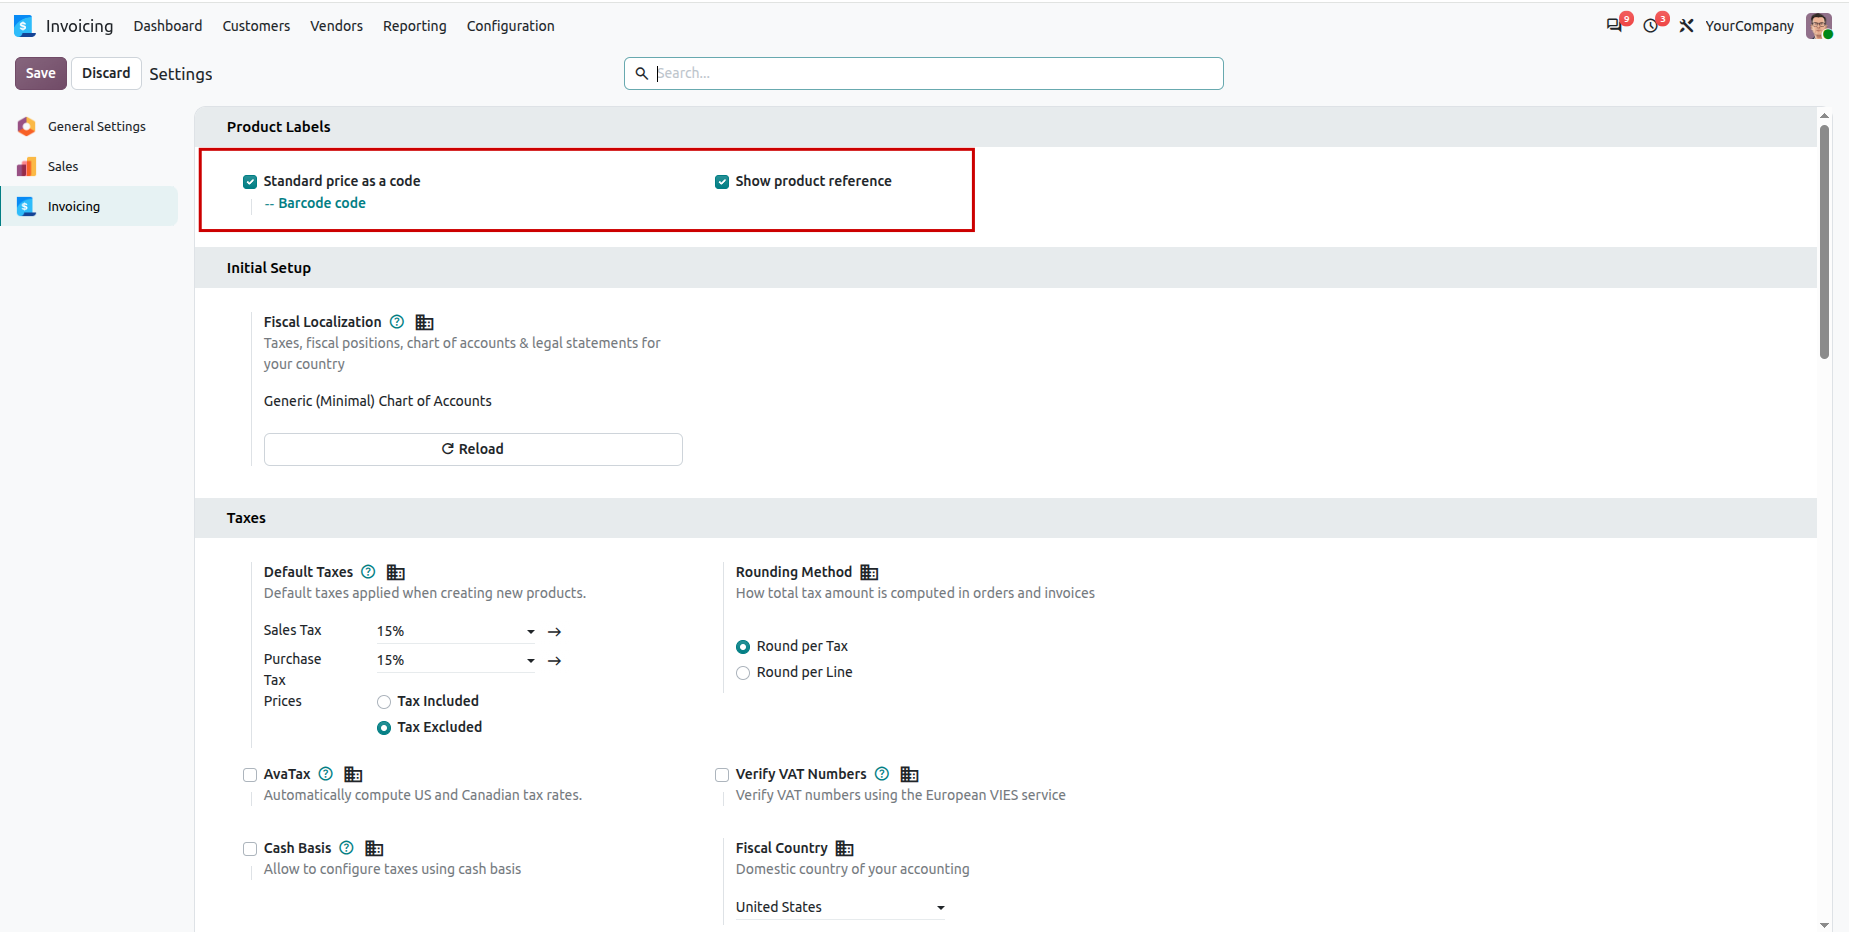 Invoicing Dashboard Customers Vendors Reporting Configuration 9 3 YourCompany
Save Discard Settings Search...
General Settings
Sales
Invoicing
Product Labels
Standard price as a code
-- Barcode code
Show product reference
Initial Setup
Fiscal Localization ?
Taxes, fiscal positions, chart of accounts & legal statements for
your country
Generic (Minimal) Chart of Accounts
Reload
Taxes
Default Taxes ?
Default taxes applied when creating new products.
Sales Tax 15%
Purchase 15%
Tax
Prices Tax Included
Tax Excluded
Rounding Method
How total tax amount is computed in orders and invoices
Round per Tax
Round per Line
AvaTax ?
Automatically compute US and Canadian tax rates.
Verify VAT Numbers ?
Verify VAT numbers using the European VIES service
Cash Basis ?
Allow to configure taxes using cash basis
Fiscal Country
Domestic country of your accounting
United States